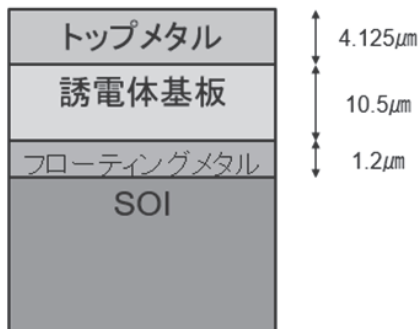 トップメタル
4.125μm
誘電体基板
10.5μm
フローティングメタル
1.2μm
SOI